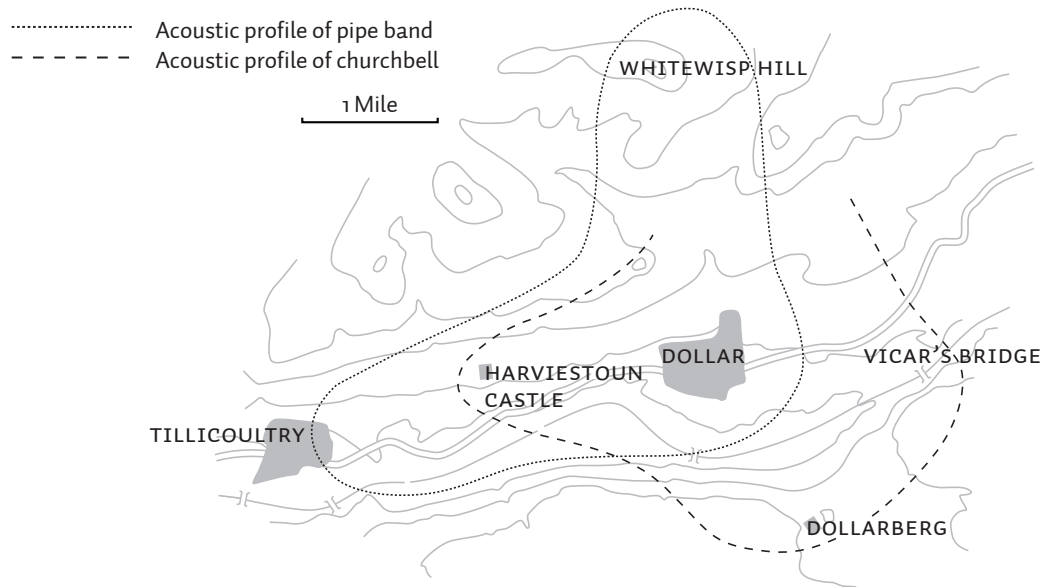 Acoustic profile of pipe band
Acoustic profile of churchbell
1 Mile
WHITEWISP HILL
DOLLAR
VICAR'S BRIDGE
HARVIESTOUN
CASTLE
TILLICOULTRY
DOLLARBERG